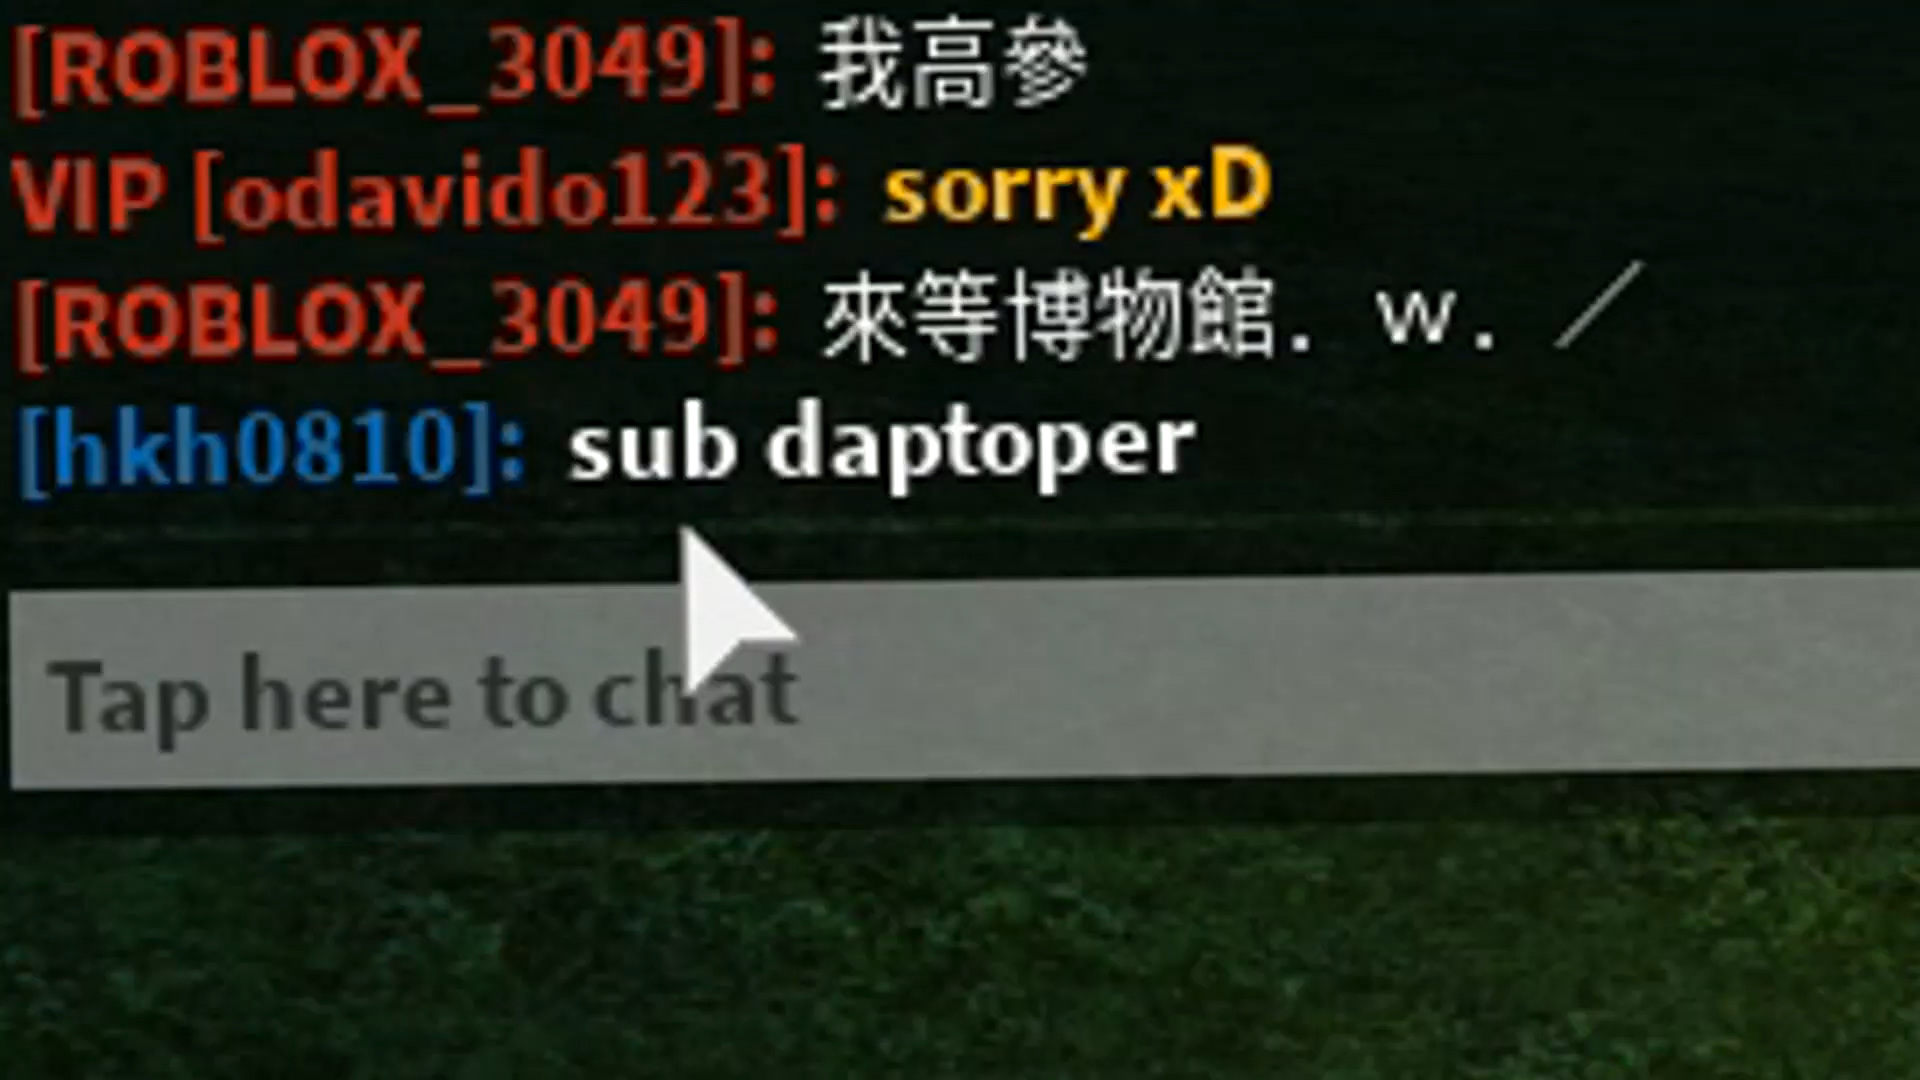 [ROBLOX_3049]: 我高參
VIP [odavido123]: sorry xD
[ROBLOX_3049]: 來等博物館. w. ／
[hkh0810]: sub daptoper
Tap here to chat